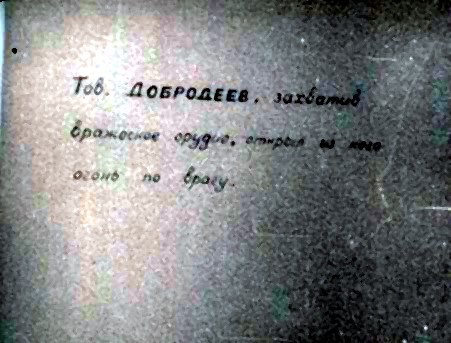 Тов. ДОБРОДЕЕВ, захватив
вражеское орудие, открыл из него
огонь по врагу.